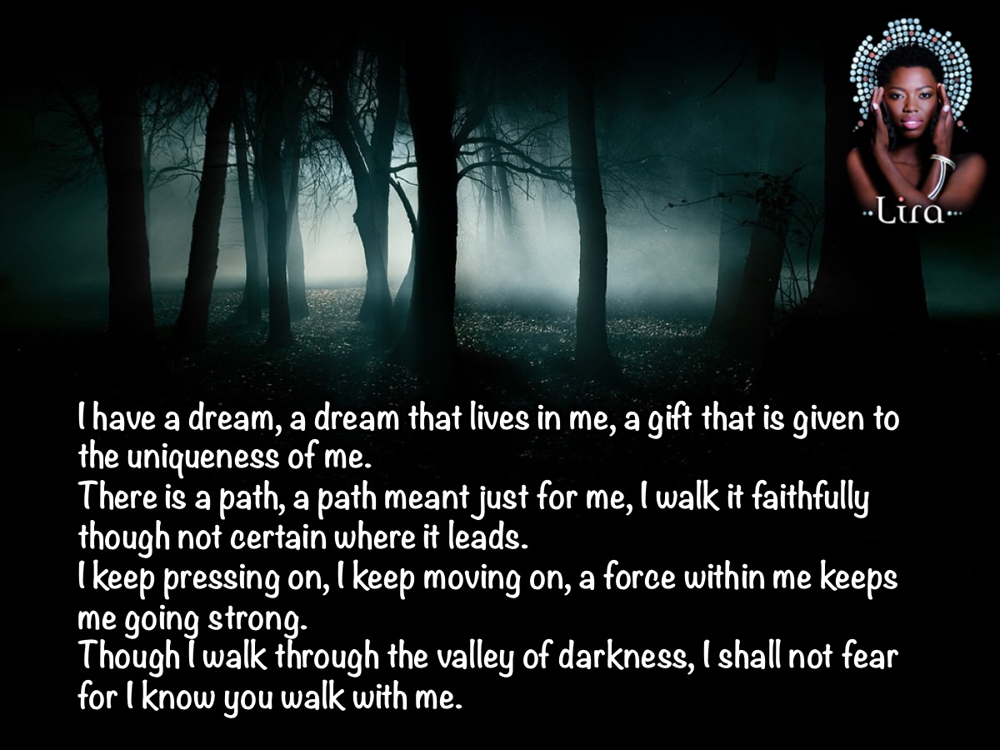 Lira
I have a dream, a dream that lives in me, a gift that is given to
the uniqueness of me.
There is a path, a path meant just for me, I walk it faithfully
though not certain where it leads.
I keep pressing on, I keep moving on, a force within me keeps
me going strong.
Though I walk through the valley of darkness, I shall not fear
for I know you walk with me.